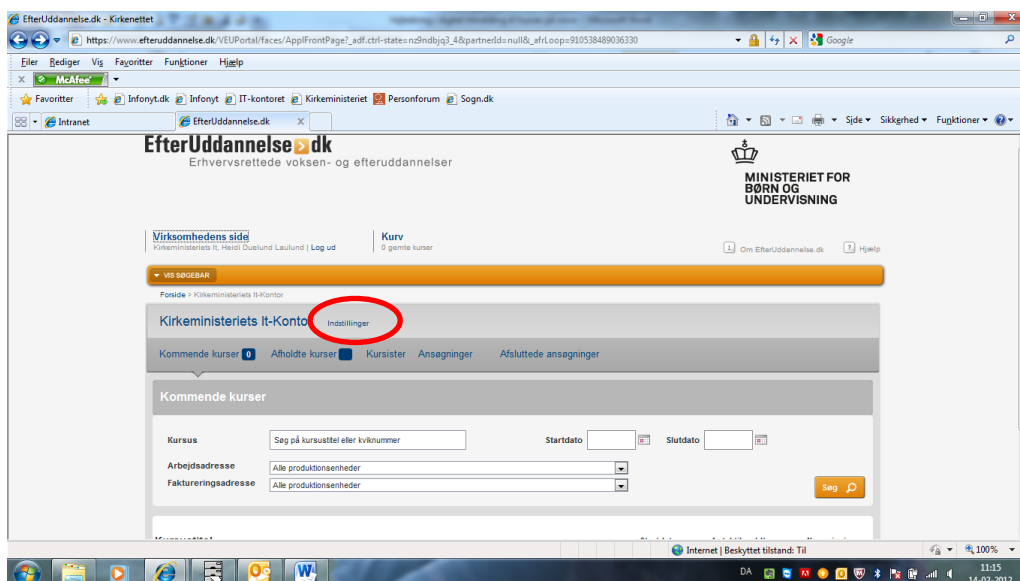 EfterUddannelse.dk - Kirkenettet
https://www.efteruddannelse.dk/VEUPortal/faces/ApplFrontPage?_adf.ctrl-state=nz9ndbjq3_4&partnerId=null&_afrLoop=910538489036330
Google
Filer Rediger Vis Favoritter Funktioner Hjælp
x McAfee
Favoritter Infonyt.dk Infonyt IT-kontoret Kirkeministeriet Personforum Sogn.dk
Intranet EfterUddannelse.dk X Side Sikkerhed Funktioner
EfterUddannelse dk
Erhvervsrettede voksen- og efteruddannelser
MINISTERIET FOR
BØRN OG
UNDERVISNING
Virksomhedens side Kurv
Kirkeministeriets It, Heidi Duelund Laulund | Log ud 0 gemte kurser
Om EfterUddannelse.dk ? Hjælp
VIS SØGEBAR
Forside > Kirkeministeriets It-Kontor
Kirkeministeriets It-Kontor Indstillinger
Kommende kurser 0 Afholdte kurser Kursister Ansøgninger Afsluttede ansøgninger
Kommende kurser
Kursus Søg på kursustitel eller kviknummer Startdato Slutdato
Arbejdsadresse Alle produktionsenheder
Faktureringsadresse Alle produktionsenheder
Søg
Internet | Beskyttet tilstand: Til 100%
DA 11:15
14-02-2012